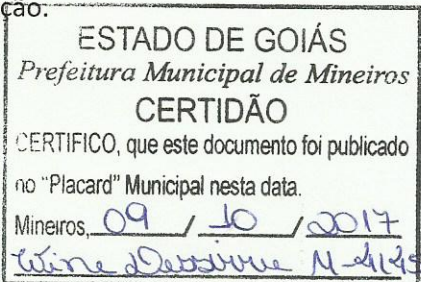 ção.
ESTADO DE GOIÁS
Prefeitura Municipal de Mineiros
CERTIDÃO
CERTIFICO, que este documento foi publicado
no "Placard" Municipal nesta data.
Mineiros, 09 / 10 / 2017